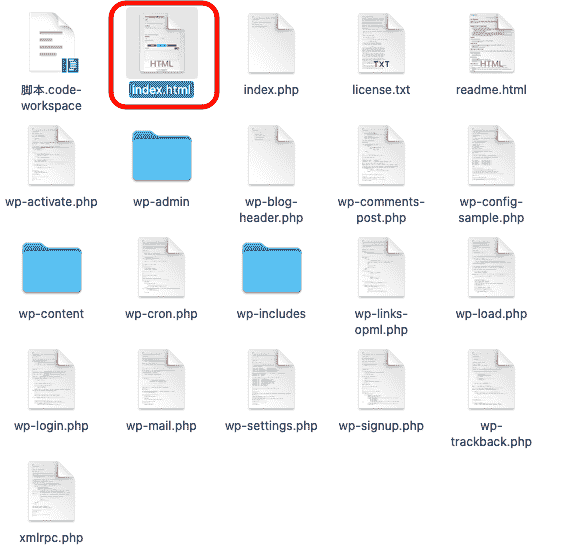 HTML
TXT
HTML
脚本.code-
workspace
index.html
index.php
license.txt
readme.html
wp-activate.php
wp-admin
wp-blog-
header.php
wp-comments-
post.php
wp-config-
sample.php
wp-content
wp-cron.php
wp-includes
wp-links-
opml.php
wp-load.php
wp-login.php
wp-mail.php
wp-settings.php
wp-signup.php
wp-
trackback.php
xmlrpc.php